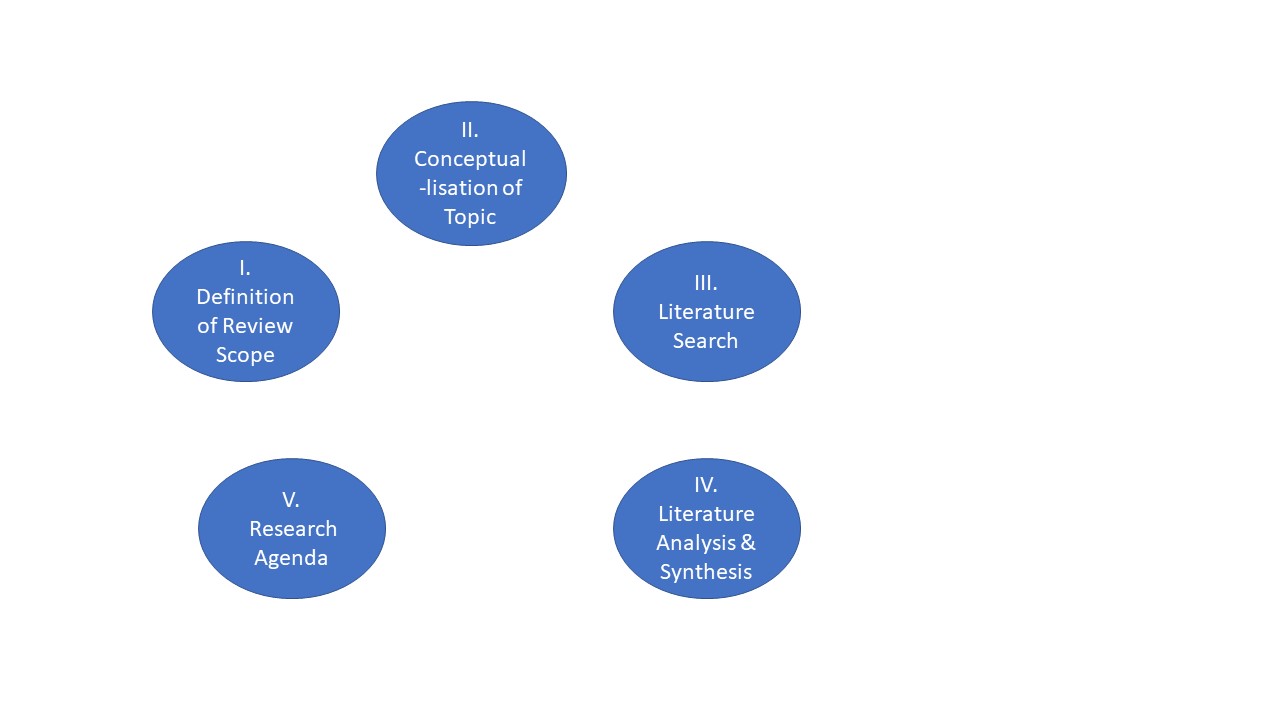 I.
Definition
of Review
Scope
II.
Conceptual
-lisation of
Topic
III.
Literature
Search
IV.
Literature
Analysis &
Synthesis
V.
Research
Agenda